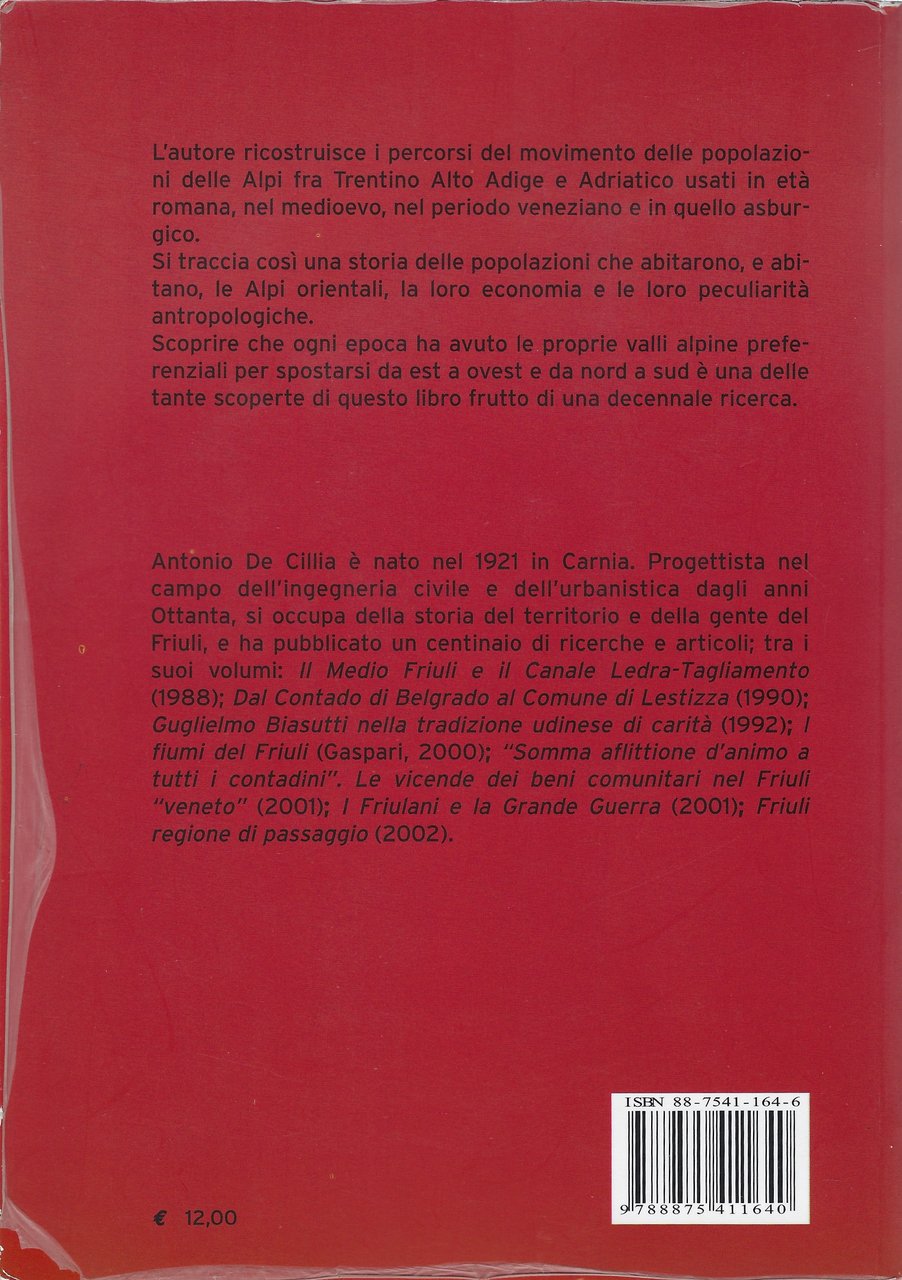 L'autore ricostruisce i percorsi del movimento delle popolazio-
ni delle Alpi fra Trentino Alto Adige e Adriatico usati in età
romana, nel medioevo, nel periodo veneziano e in quello asbur-
gico.
Si traccia così una storia delle popolazioni che abitarono, e abi-
tano, le Alpi orientali, la loro economia e le loro peculiarità
antropologiche.
Scoprire che ogni epoca ha avuto le proprie valli alpine prefe-
renziali per spostarsi da est a ovest e da nord a sud è una delle
tante scoperte di questo libro frutto di una decennale ricerca.
Antonio De Cillia è nato nel 1921 in Carnia. Progettista nel
campo dell'ingegneria civile e dell'urbanistica dagli anni
Ottanta, si occupa della storia del territorio e della gente del
Friuli, e ha pubblicato un centinaio di ricerche e articoli; tra i
suoi volumi: Il Medio Friuli e il Canale Ledra-Tagliamento
(1988); Dal Contado di Belgrado al Comune di Lestizza (1990);
Guglielmo Biasutti nella tradizione udinese di carità (1992); I
fiumi del Friuli (Gaspari, 2000); "Somma aflittione d'animo a
tutti i contadini". Le vicende dei beni comunitari nel Friuli
"veneto" (2001); I Friulani e la Grande Guerra (2001); Friuli
regione di passaggio (2002).
ISBN 88-7541-164-6
9 788875 411640
€ 12,00